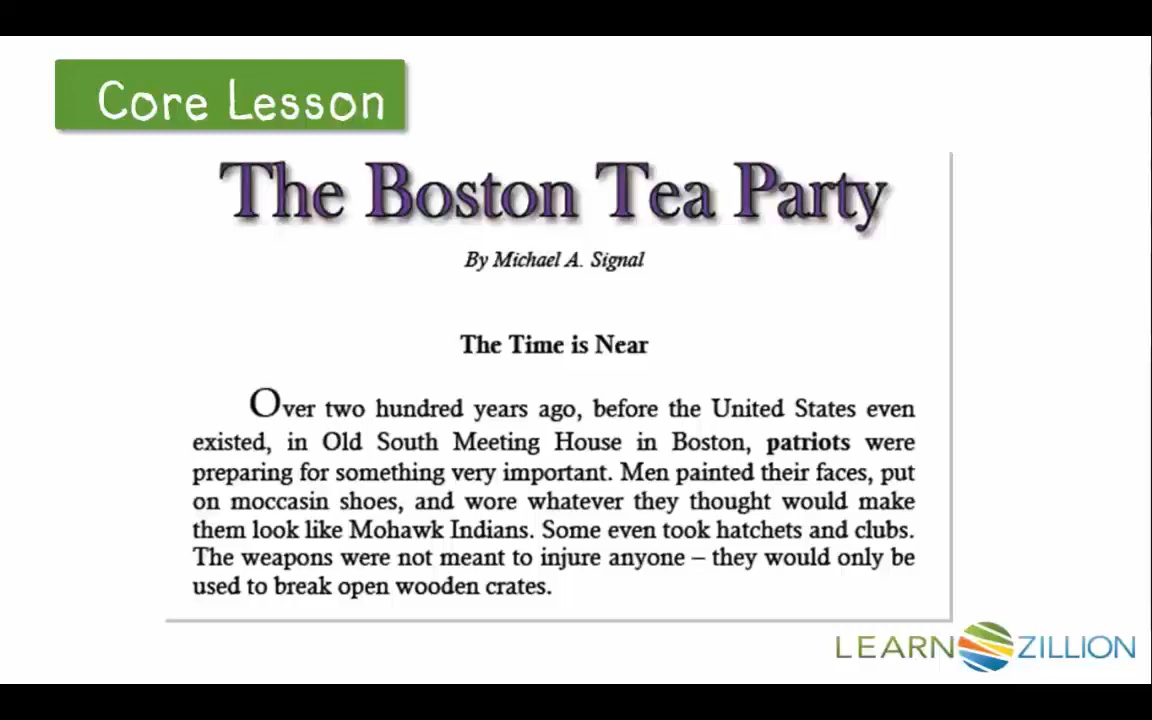 Core Lesson
The Boston Tea Party
By Michael A. Signal
The Time is Near
Over two hundred years ago, before the United States even
existed, in Old South Meeting House in Boston, patriots were
preparing for something very important. Men painted their faces, put
on moccasin shoes, and wore whatever they thought would make
them look like Mohawk Indians. Some even took hatchets and clubs.
The weapons were not meant to injure anyone – they would only be
used to break open wooden crates.
LEARN ZILLION